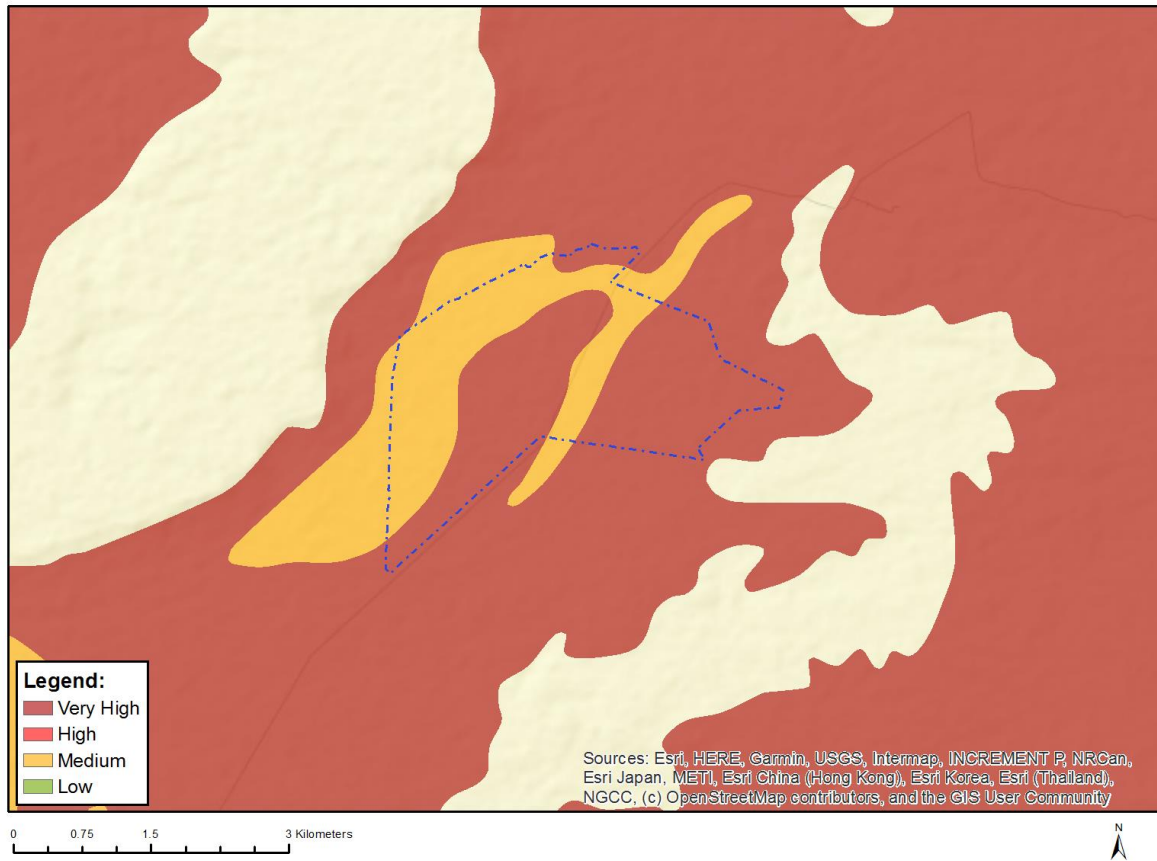 Legend:
Very High
High
Medium
Low
Sources: Esri, HERE, Garmin, USGS, Intermap, INCREMENT P, NRCan,
Esri Japan, METI, Esri China (Hong Kong), Esri Korea, Esri (Thailand),
NGCC, (c) OpenStreetMap contributors, and the GIS User Community
0 0.75 1.5 3 Kilometers
N